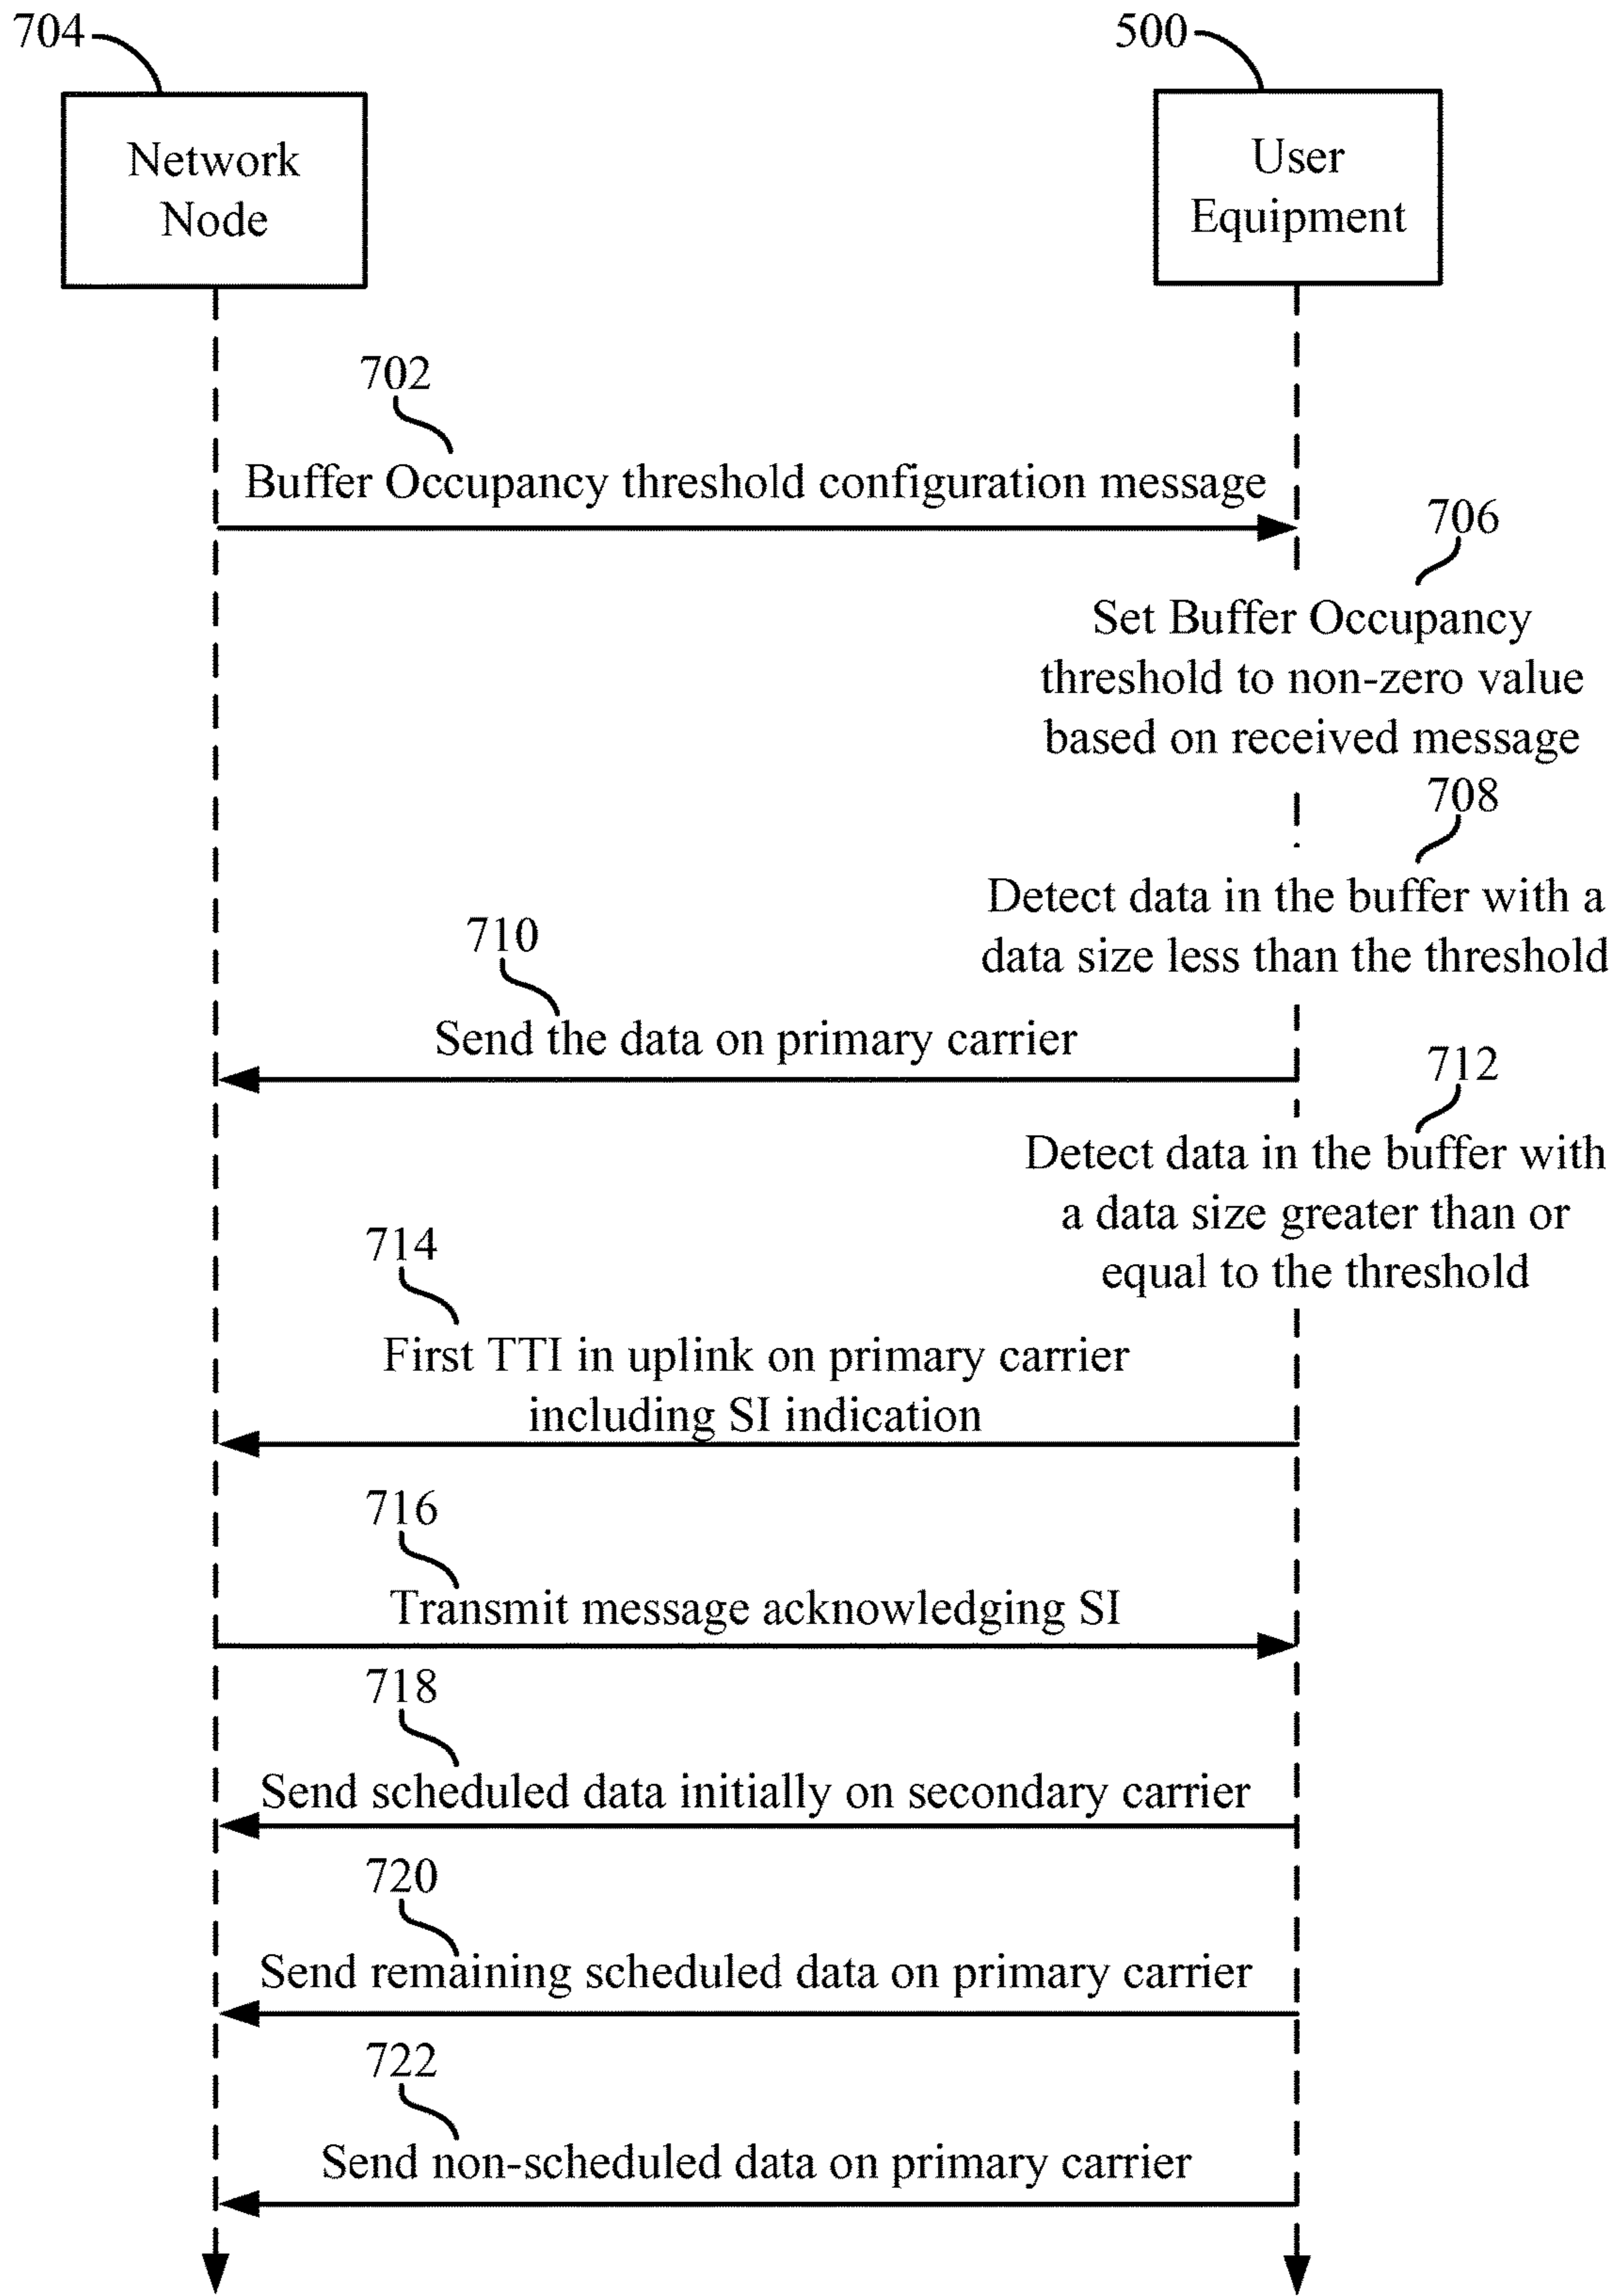 704
500
Network
Node
User
Equipment
702
Buffer Occupancy threshold configuration message
706
Set Buffer Occupancy
threshold to non-zero value
based on received message
708
Detect data in the buffer with a
data size less than the threshold
710
Send the data on primary carrier
712
Detect data in the buffer with
a data size greater than or
equal to the threshold
714
First TTI in uplink on primary carrier
including SI indication
716
Transmit message acknowledging SI
718
Send scheduled data initially on secondary carrier
720
Send remaining scheduled data on primary carrier
722
Send non-scheduled data on primary carrier